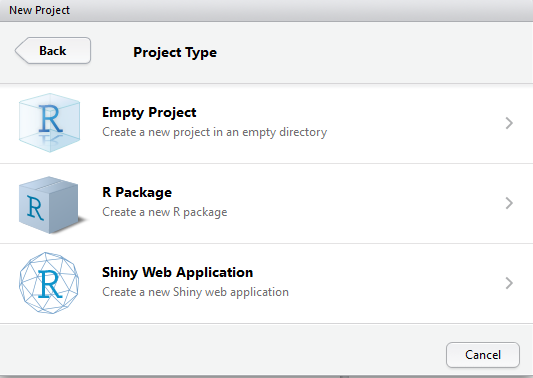 New Project
Back
Project Type
R
Empty Project
Create a new project in an empty directory
R
R Package
Create a new R package
R
Shiny Web Application
Create a new Shiny web application
Cancel